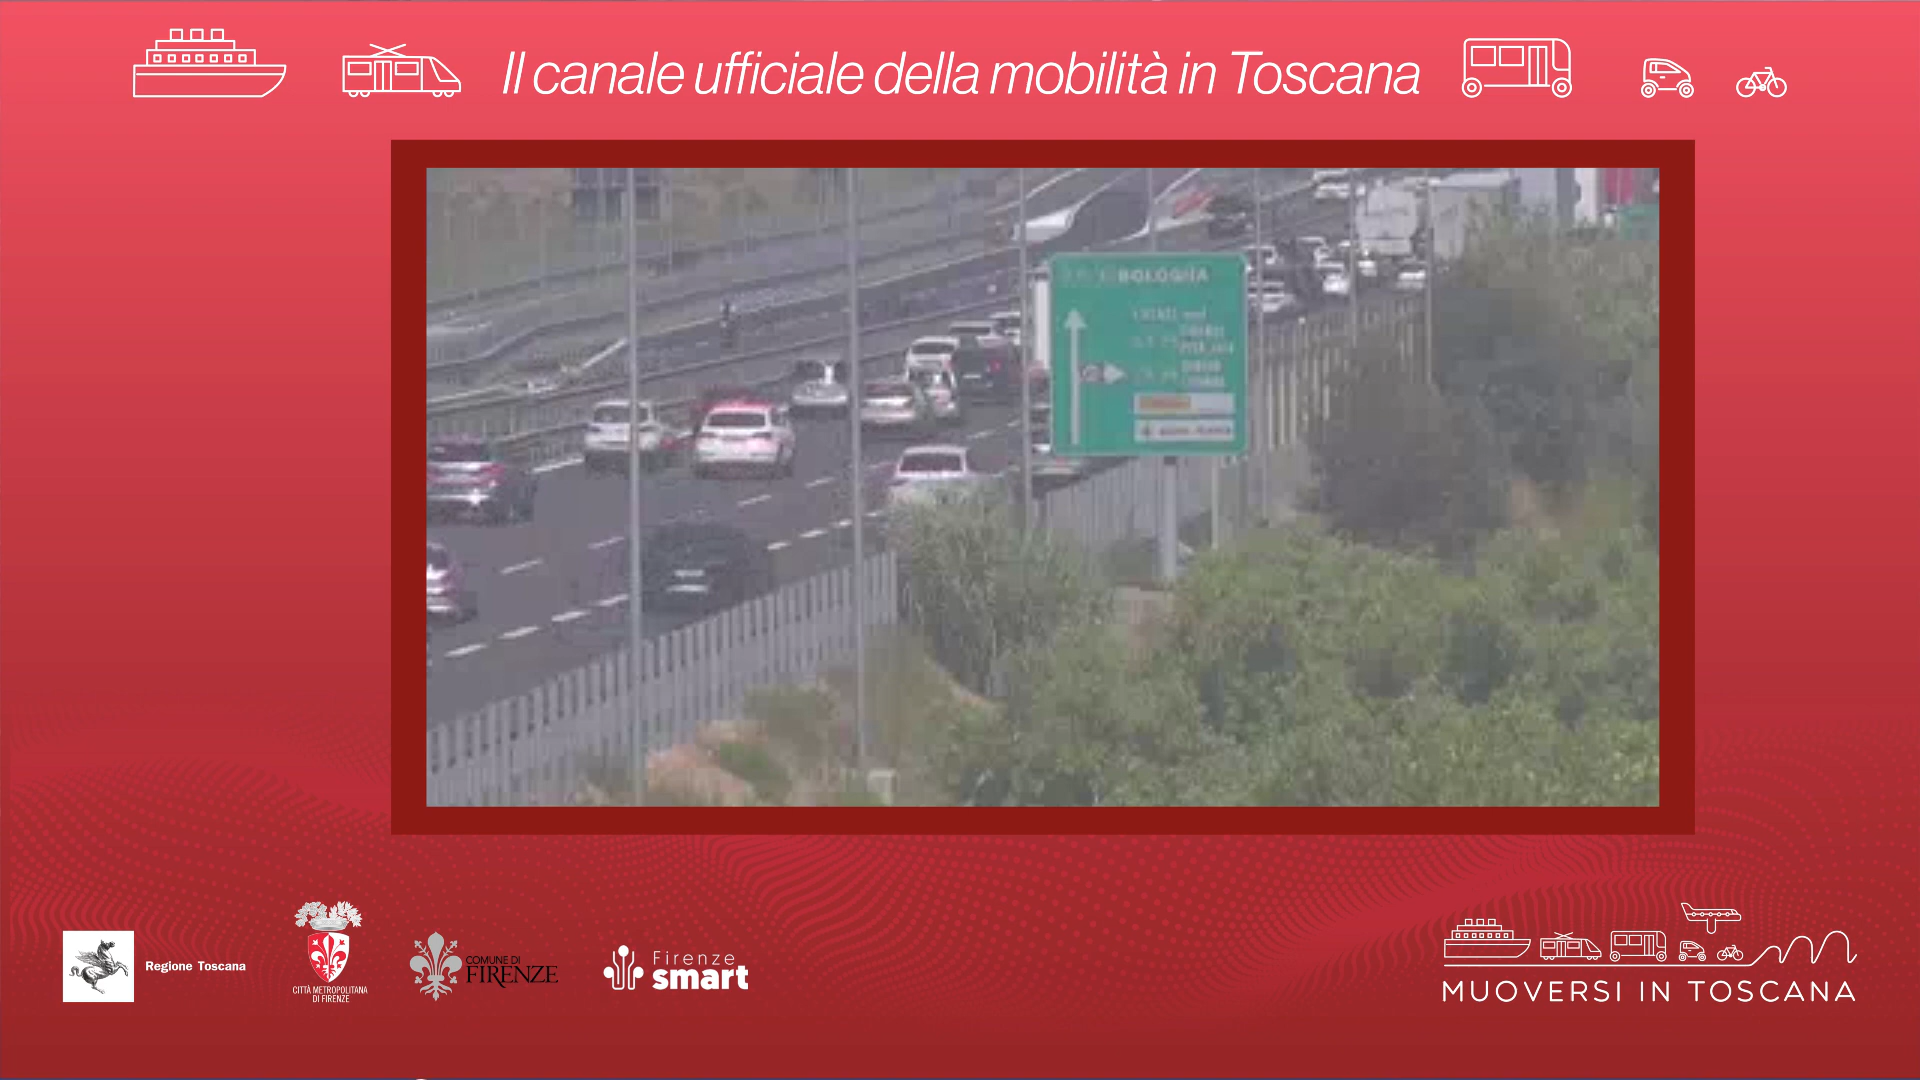 Il canale ufficiale della mobilità in Toscana
BOLOGNA
Regione Toscana
CITTÀ METROPOLITANA
DI FIRENZE
COMUNE DI
FIRENZE
Firenze
smart
MUOVERSI IN TOSCANA